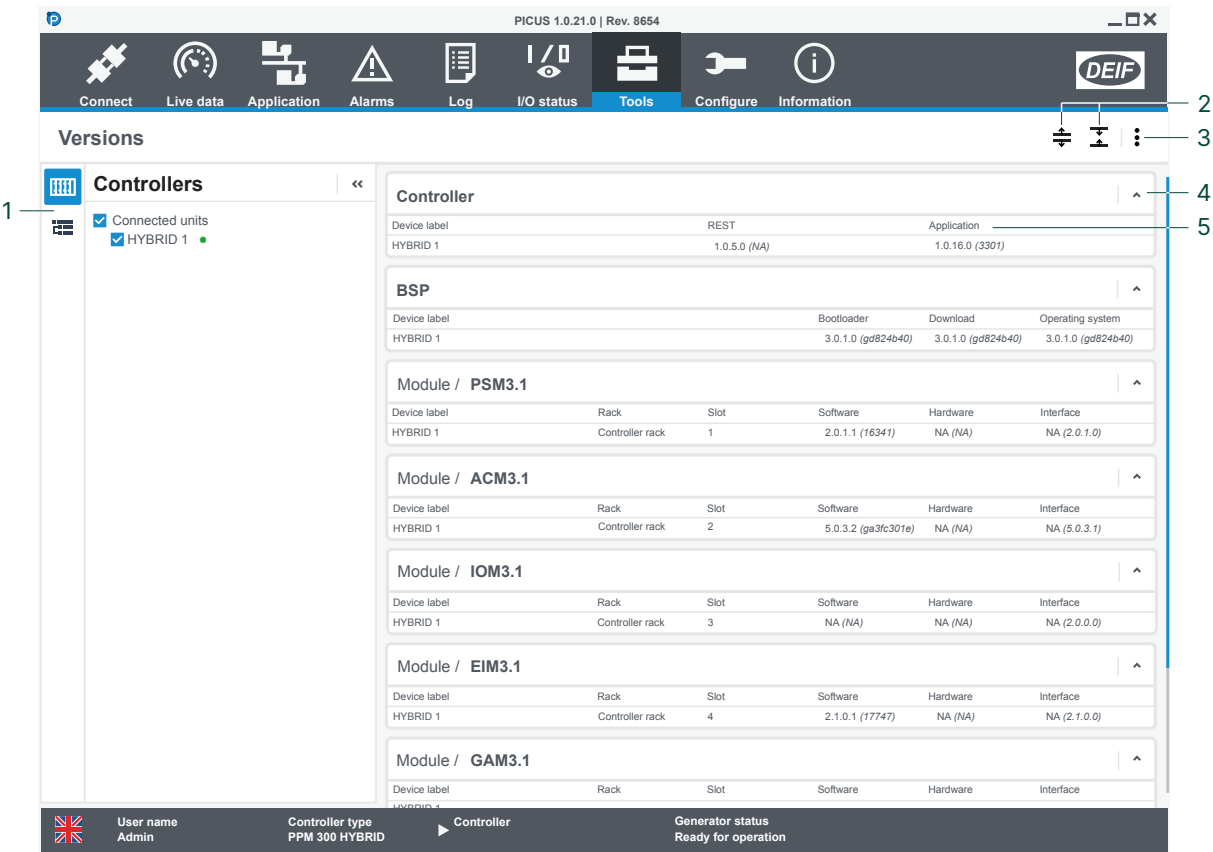 PICUS 1.0.21.0 | Rev. 8654
Connect Live data Application Alarms Log I/O status Tools Configure Information
DEIF
2
Versions
3
1
Controllers
Connected units
HYBRID 1
Controller
4
Device label REST Application
5
HYBRID 1 1.0.5.0 (NA) 1.0.16.0 (3301)
BSP
Device label Bootloader Download Operating system
HYBRID 1 3.0.1.0 (gd824b40) 3.0.1.0 (gd824b40) 3.0.1.0 (gd824b40)
Module / PSM3.1
Device label Rack Slot Software Hardware Interface
HYBRID 1 Controller rack 1 2.0.1.1 (16341) NA (NA) NA (2.0.1.0)
Module / ACM3.1
Device label Rack Slot Software Hardware Interface
HYBRID 1 Controller rack 2 5.0.3.2 (ga3fc301e) NA (NA) NA (5.0.3.1)
Module / IOM3.1
Device label Rack Slot Software Hardware Interface
HYBRID 1 Controller rack 3 NA (NA) NA (NA) NA (2.0.0.0)
Module / EIM3.1
Device label Rack Slot Software Hardware Interface
HYBRID 1 Controller rack 4 2.1.0.1 (17747) NA (NA) NA (2.1.0.0)
Module / GAM3.1
Device label Rack Slot Software Hardware Interface
HYBRID 1
User name Controller type Controller Generator status
Admin PPM 300 HYBRID Ready for operation